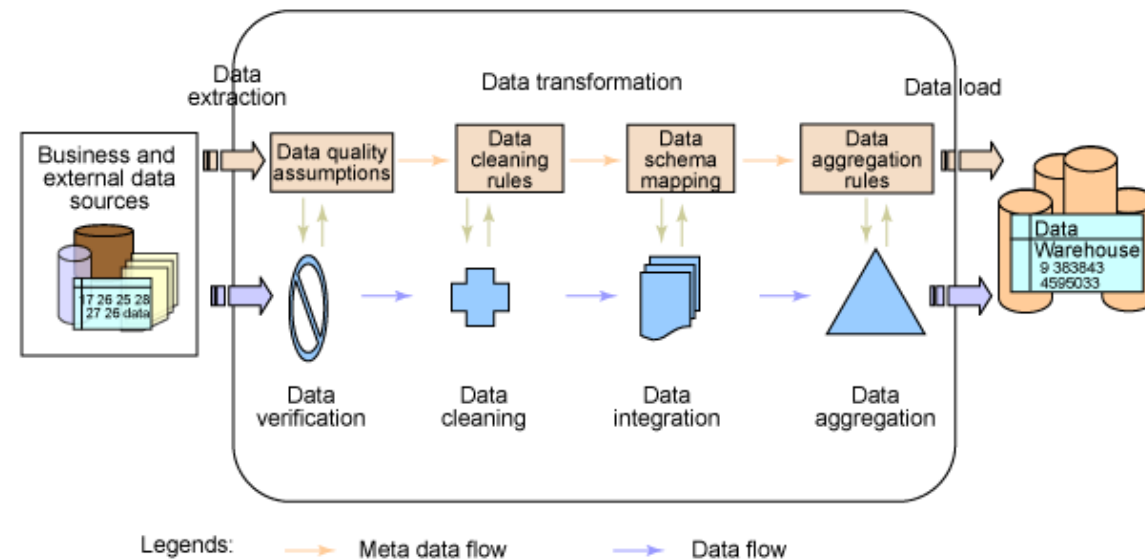 Data
extraction
Data transformation
Data load
Business and
external data
sources
17 26 25 28
27 26 data
Data quality
assumptions
Data
cleaning
rules
Data
schema
mapping
Data
aggregation
rules
Data
Warehouse
9 383843
4595033
Data
verification
Data
cleaning
Data
integration
Data
aggregation
Legends:
Meta data flow
Data flow